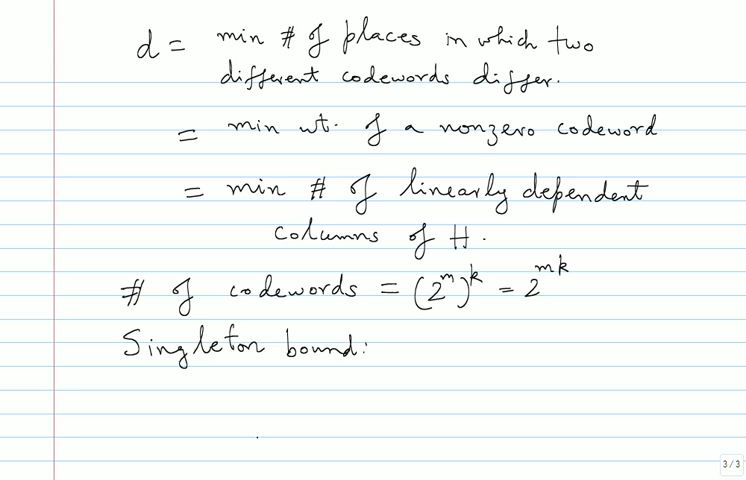 d = min # of places in which two
different codewords differ.
= min wt. of a nonzero codeword
= min # of linearly dependent
columns of H.
# of codewords = (2^m)^k = 2^{mk}
Singleton bound:
3/3